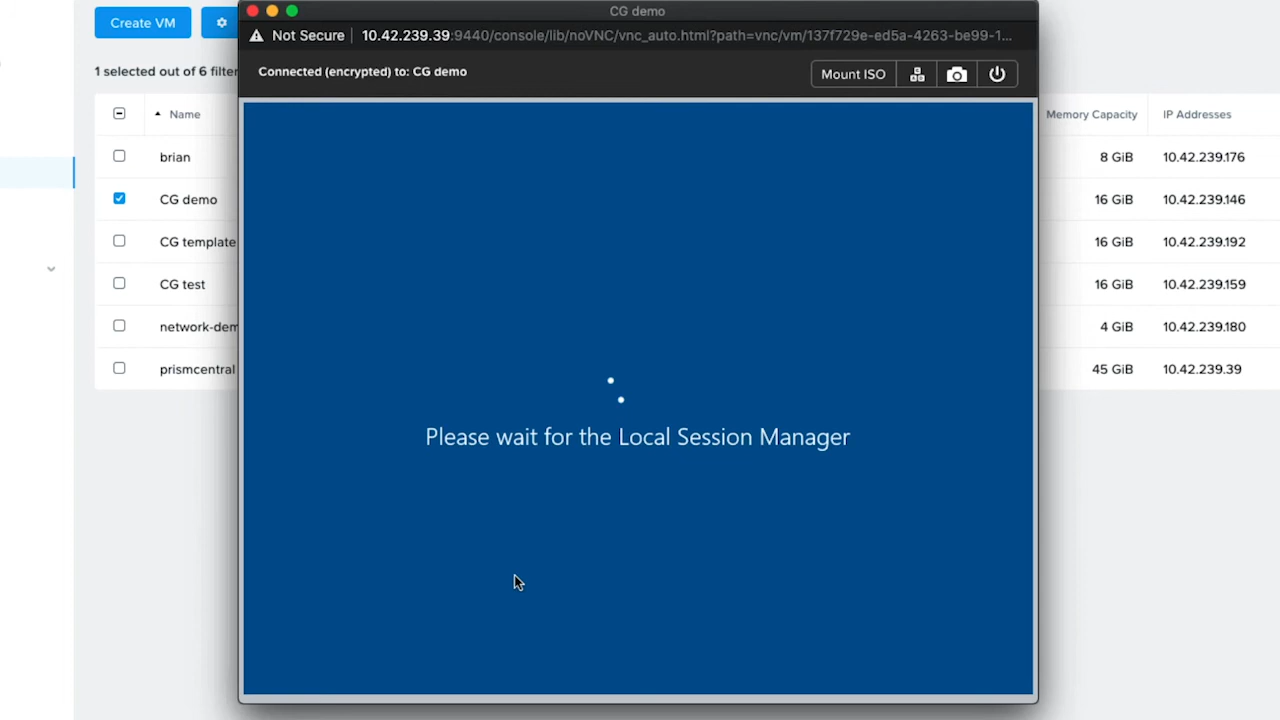 CG demo
Create VM
Not Secure 10.42.239.39:9440/console/lib/noVNC/vnc_auto.html?path=vnc/vm/137f729e-ed5a-4263-be99-1...
1 selected out of 6 filter
Connected (encrypted) to: CG demo
Mount ISO
Name
Memory Capacity
IP Addresses
brian 8 GiB 10.42.239.176
CG demo 16 GiB 10.42.239.146
CG template 16 GiB 10.42.239.192
CG test 16 GiB 10.42.239.159
network-dem 4 GiB 10.42.239.180
prismcentral 45 GiB 10.42.239.39
Please wait for the Local Session Manager